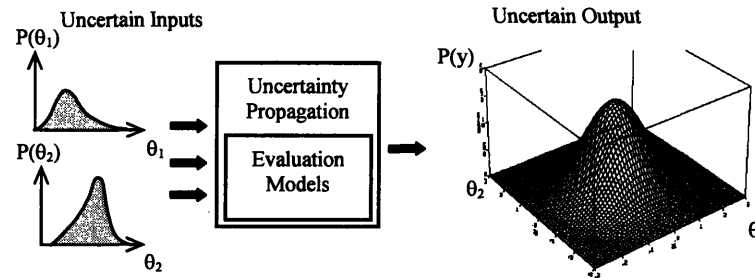 Uncertain Inputs
P(θ₁)
θ₁
P(θ₂)
θ₂
Uncertainty
Propagation
Evaluation
Models
Uncertain Output
P(y)
θ₂
θ